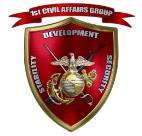 1st CIVIL AFFAIRS GROUP
DEVELOPMENT
STABILITY
SECURITY